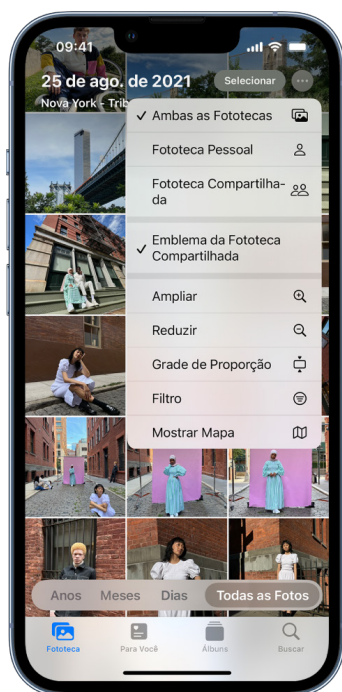 09:41
25 de ago. de 2021
Selecionar
Nova York - Trib
Ambas as Fototecas
Fototeca Pessoal
Fototeca Compartilha-
da
Emblema da Fototeca
Compartilhada
Ampliar
Reduzir
Grade de Proporção
Filtro
Mostrar Mapa
Anos Meses Dias Todas as Fotos
Fototeca Para Você Álbuns Buscar